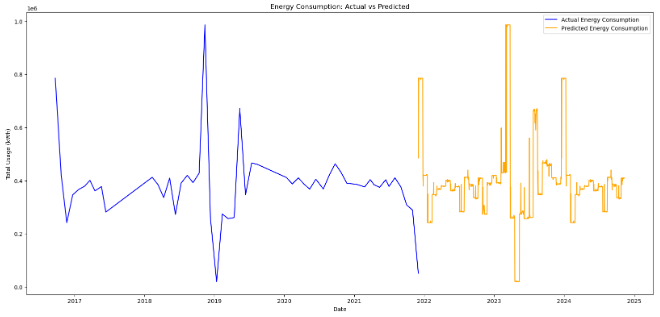 Energy Consumption: Actual vs Predicted
1e6
Actual Energy Consumption
Predicted Energy Consumption
1.0
0.8
0.6
0.4
0.2
0.0
Total Usage (kWh)
2017 2018 2019 2020 2021 2022 2023 2024 2025
Date